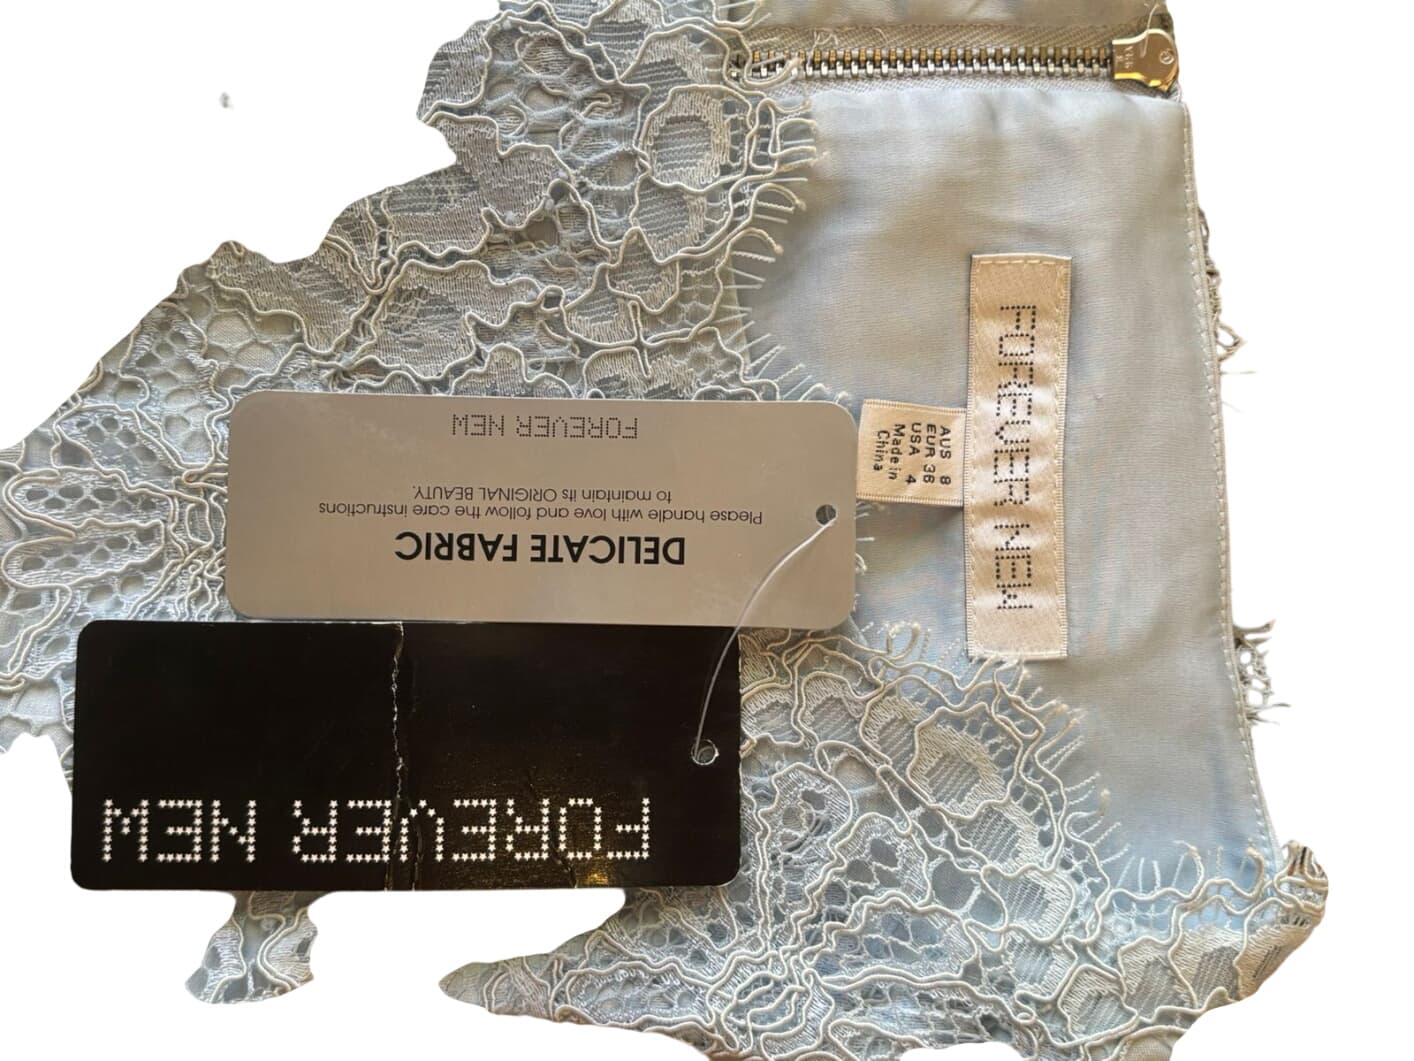 FOREVER NEW
AUS 8
EUR 36
USA 4
Made in
China
DELICATE FABRIC
Please handle with love and follow the care instructions
to maintain its ORIGINAL BEAUTY.
FOREVER NEW
FOREVER NEW